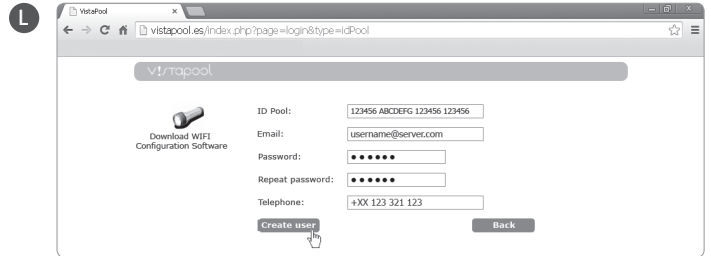 L
VistaPool
vistapool.es/index.php?page=login&type=idPool
vistapool
ID Pool: 123456 ABCDEFG 123456 123456
Download WIFI
Configuration Software
Email: username@server.com
Password: ●●●●●●
Repeat password: ●●●●●●
Telephone: +XX 123 321 123
Create user Back